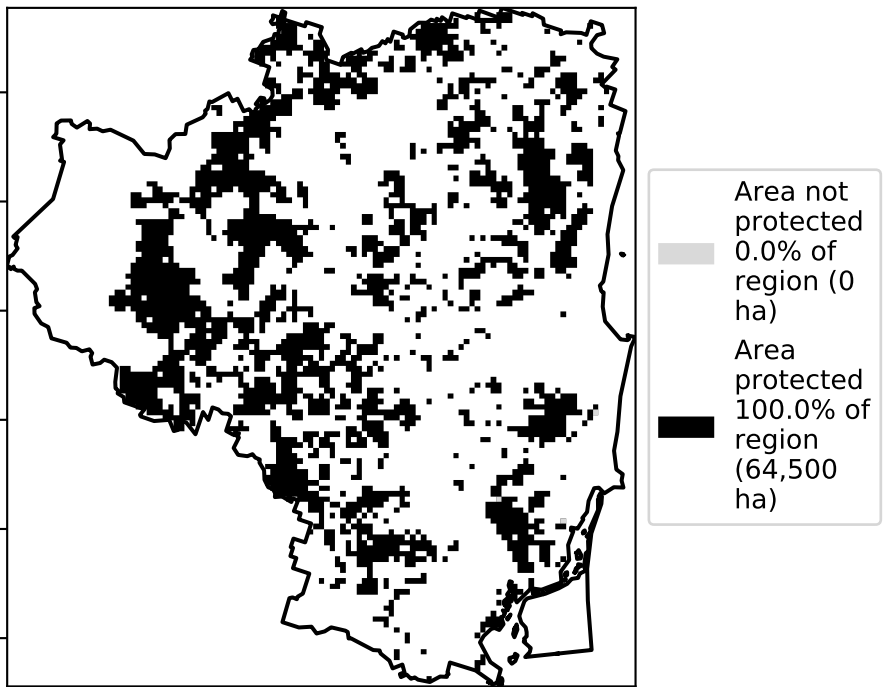 Area not
protected
0.0% of
region (0
ha)
Area
protected
100.0% of
region
(64,500
ha)